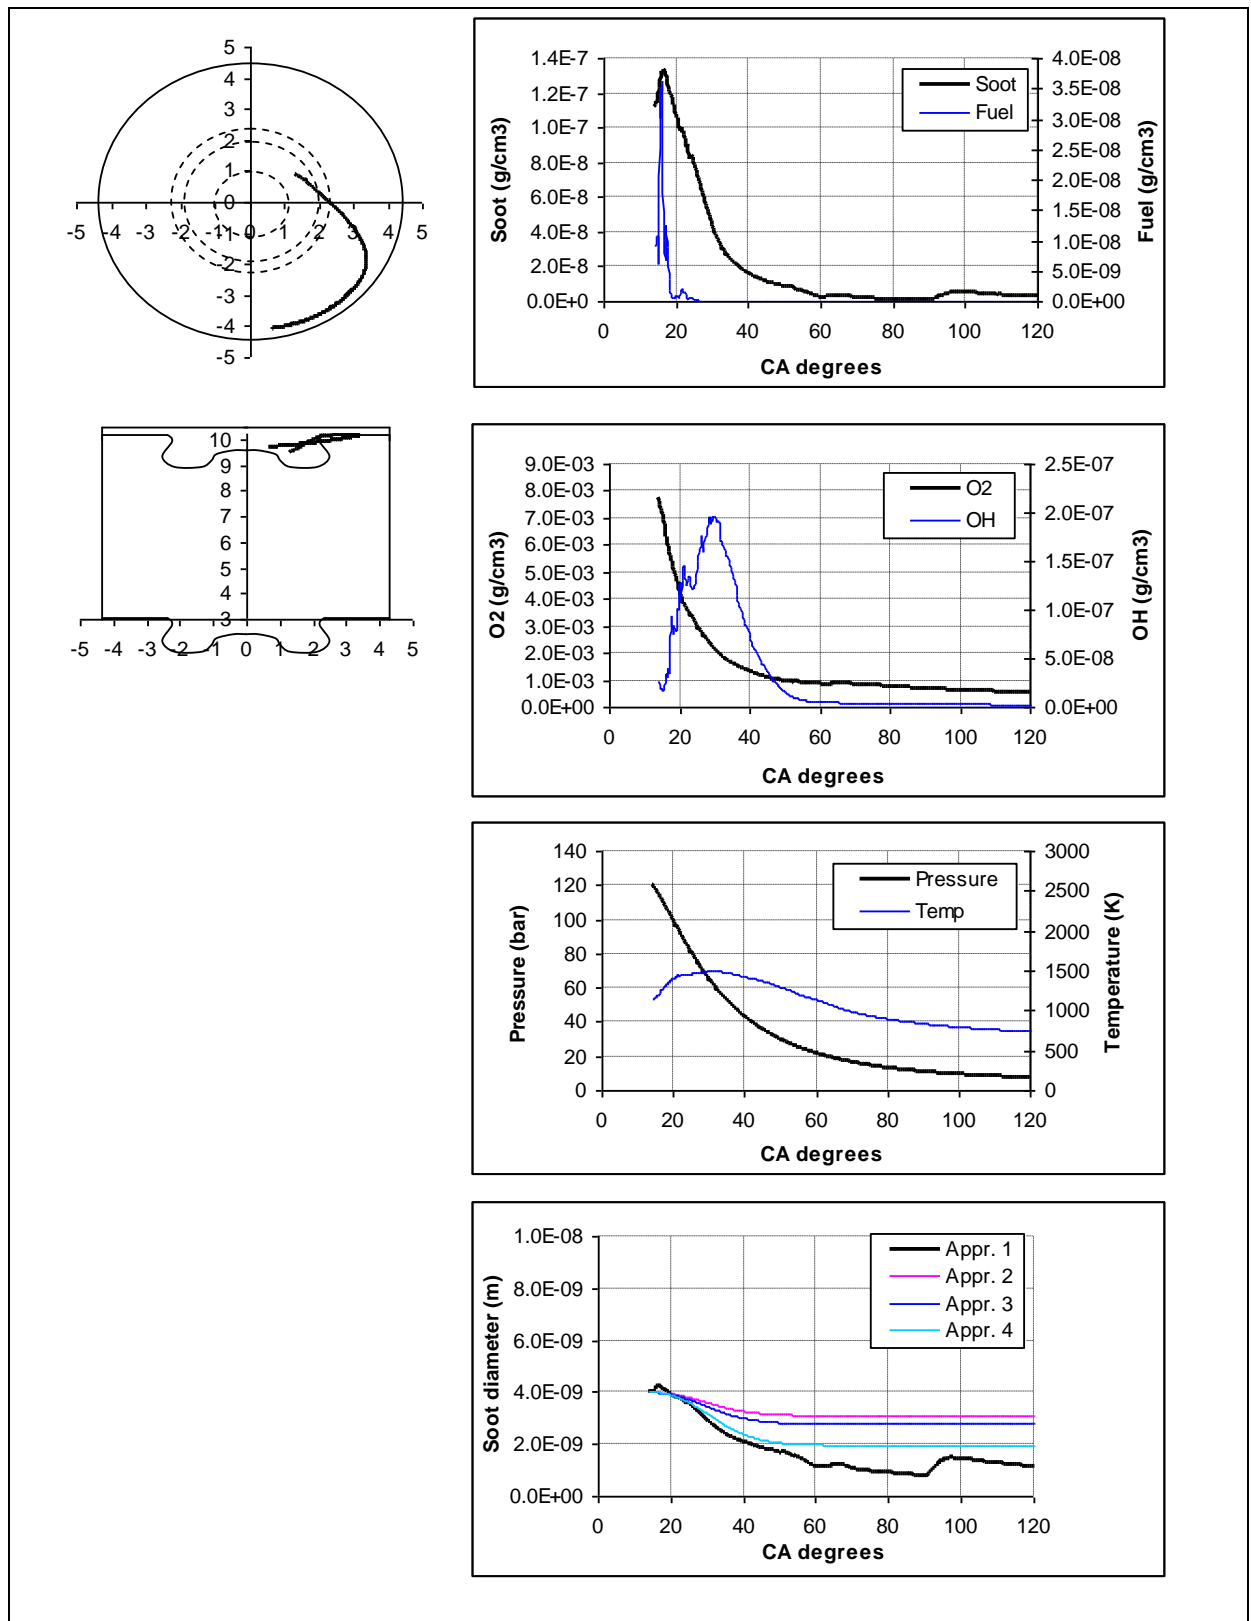 5
4
3
2
1
0
-1
-2
-3
-4
-5
-5 -4 -3 -2 -1 0 1 2 3 4 5
1.4E-7
1.2E-7
1.0E-7
8.0E-8
6.0E-8
4.0E-8
2.0E-8
0.0E+0
Soot (g/cm3)
Soot
Fuel
4.0E-08
3.5E-08
3.0E-08
2.5E-08
2.0E-08
1.5E-08
1.0E-08
5.0E-09
0.0E+00
Fuel (g/cm3)
0 20 40 60 80 100 120
CA degrees
10
9
8
7
6
5
4
3
-5 -4 -3 -2 -1 0 1 2 3 4 5
9.0E-03
8.0E-03
7.0E-03
6.0E-03
5.0E-03
4.0E-03
3.0E-03
2.0E-03
1.0E-03
0.0E+00
O2 (g/cm3)
O2
OH
2.5E-07
2.0E-07
1.5E-07
1.0E-07
5.0E-08
0.0E+00
OH (g/cm3)
0 20 40 60 80 100 120
CA degrees
140
120
100
80
60
40
20
0
Pressure (bar)
Pressure
Temp
3000
2500
2000
1500
1000
500
0
Temperature (K)
0 20 40 60 80 100 120
CA degrees
1.0E-08
8.0E-09
6.0E-09
4.0E-09
2.0E-09
0.0E+00
Soot diameter (m)
Appr. 1
Appr. 2
Appr. 3
Appr. 4
0 20 40 60 80 100 120
CA degrees